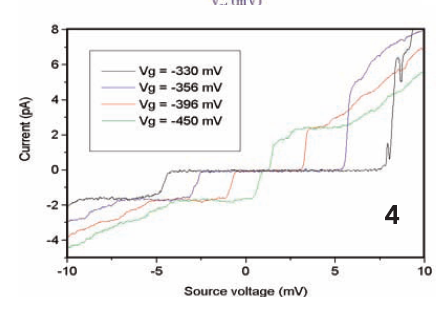 8
6
4
2
0
-2
-4
Current (pA)
Vg = -330 mV
Vg = -356 mV
Vg = -396 mV
Vg = -450 mV
4
-10 -5 0 5 10
Source voltage (mV)